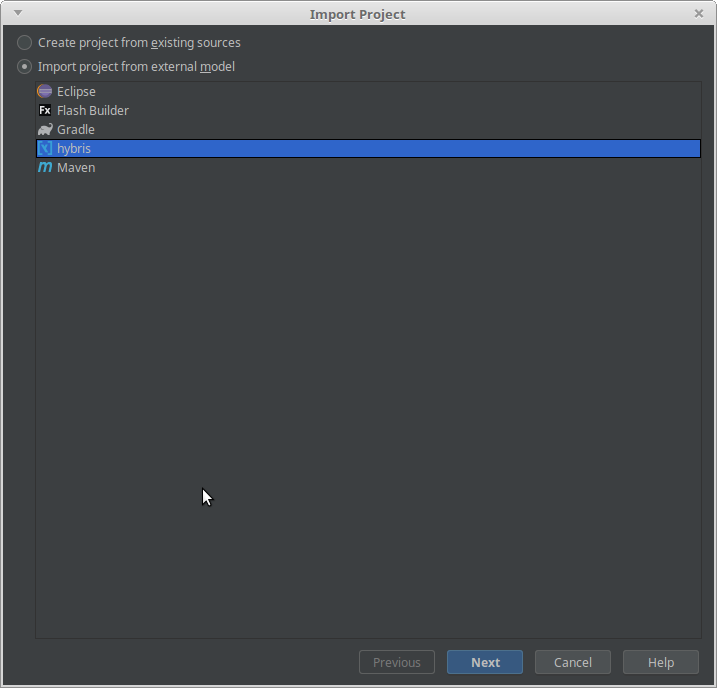 Import Project
Create project from existing sources
Import project from external model
Eclipse
Fx Flash Builder
Gradle
hybris
m Maven
Previous Next Cancel Help